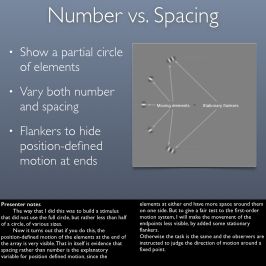 Number vs. Spacing
• Show a partial circle
of elements
• Vary both number
and spacing
• Flankers to hide
position-defined
motion at ends
Moving elements
Stationary flankers
Presenter notes
The way that I did this was to build a stimulus
that did not use the full circle, but rather less than half
of a circle, of various sizes.
Now it turns out that if you do this, the
position-defined motion of the elements at the end of
the array is very visible. That in itself is evidence that
spacing rather than number is the explanatory
variable for position defined motion, since the
elements at either end have more space around them
on one side. But to give a fair test to the first-order
motion system, I will make the movement of the
endpoints less visible, by added some stationary
flankers.
Otherwise the task is the same and the observers are
instructed to judge the direction of motion around a
fixed point.